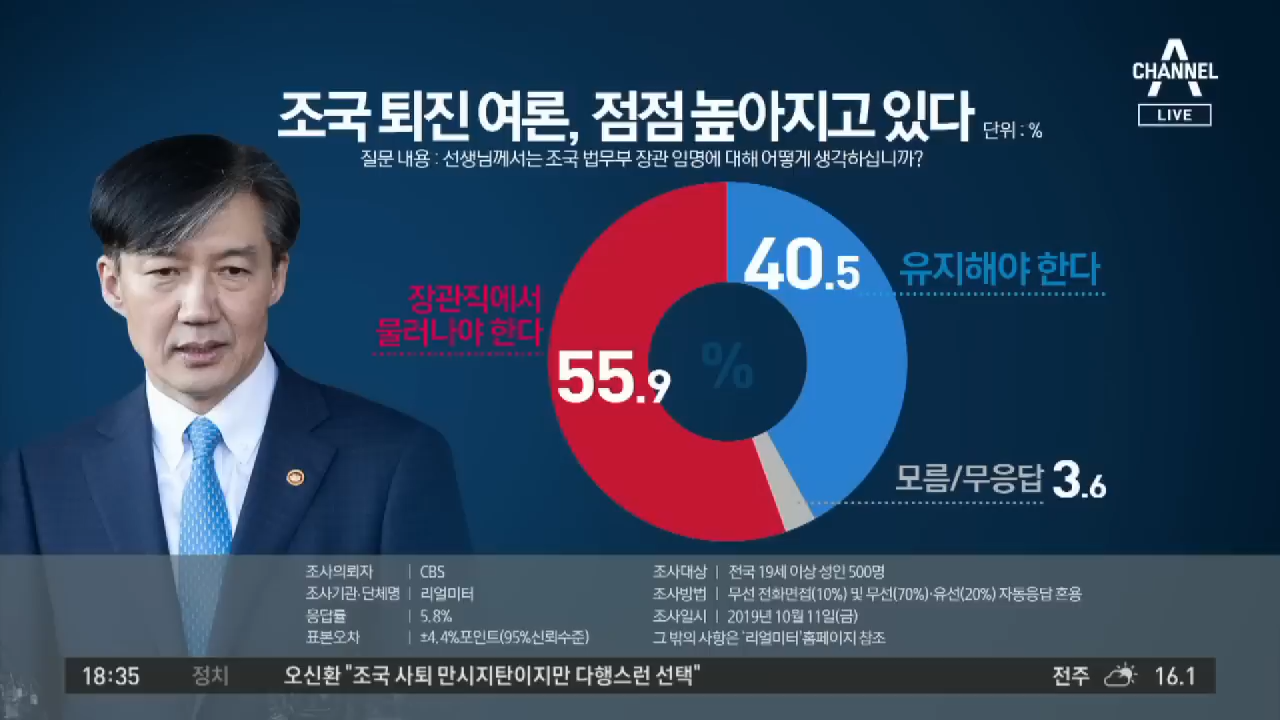 CHANNEL A
LIVE
조국 퇴진 여론, 점점 높아지고 있다 단위 : %
질문 내용 : 선생님께서는 조국 법무부 장관 임명에 대해 어떻게 생각하십니까?
40.5 유지해야 한다
장관직에서
물러나야 한다
55.9
%
모름/무응답 3.6
조사의뢰자 | CBS
조사대상 | 전국 19세 이상 성인 500명
조사기관·단체명 | 리얼미터
조사방법 | 무선 전화면접(10%) 및 무선(70%)·유선(20%) 자동응답 혼용
응답률 | 5.8%
조사일시 | 2019년 10월 11일(금)
표본오차 | ±4.4%포인트(95%신뢰수준)
그 밖의 사항은 '리얼미터'홈페이지 참조
18:35 정치 오신환 "조국 사퇴 만시지탄이지만 다행스런 선택" 전주 16.1